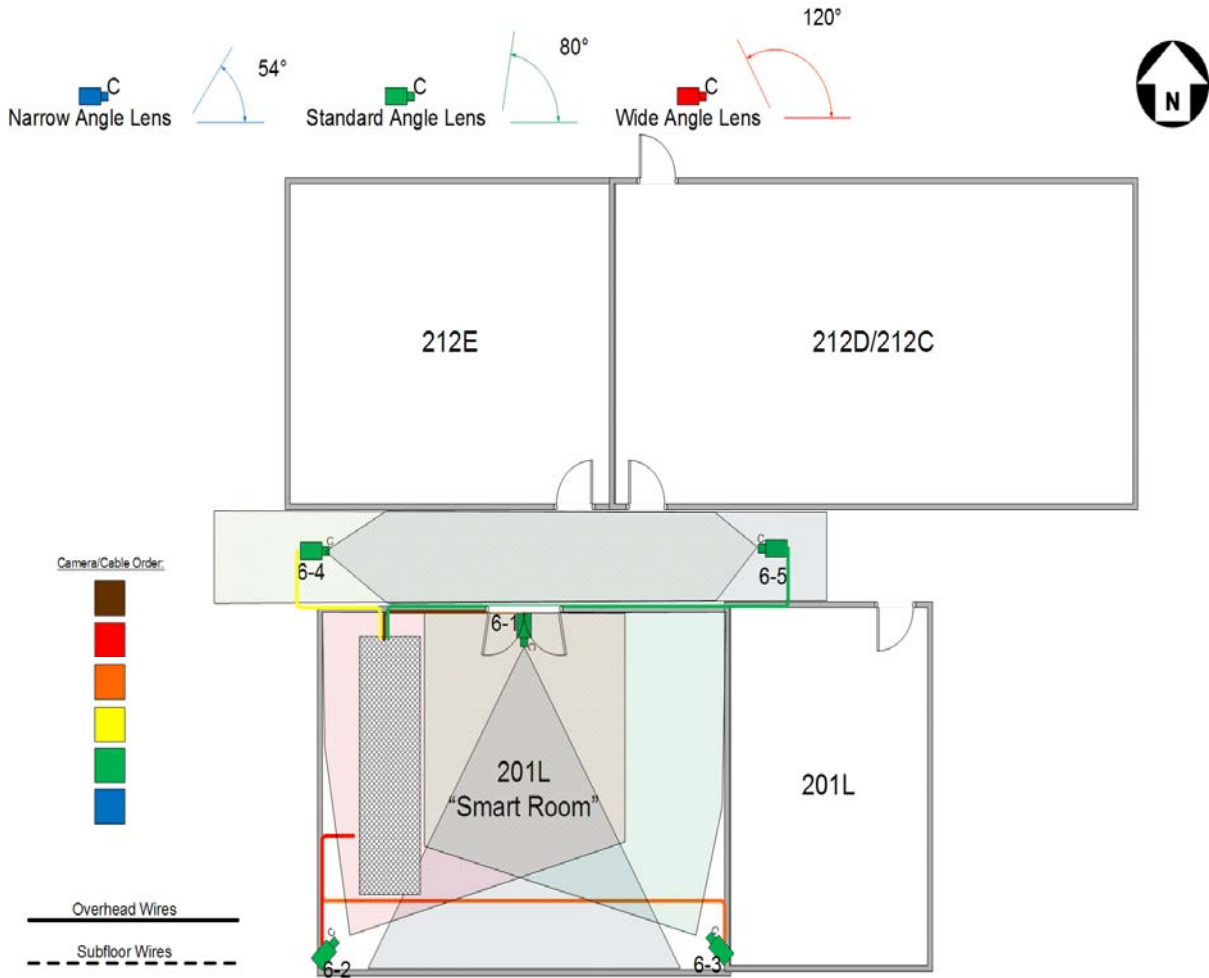 120°
80°
54°
C
C
C
Narrow Angle Lens
Standard Angle Lens
Wide Angle Lens
N
212E
212D/212C
C
C
6-4
6-5
Camera/Cable Order:
6-1
C
201L
"Smart Room"
201L
Overhead Wires
Subfloor Wires
C
C
6-2
6-3